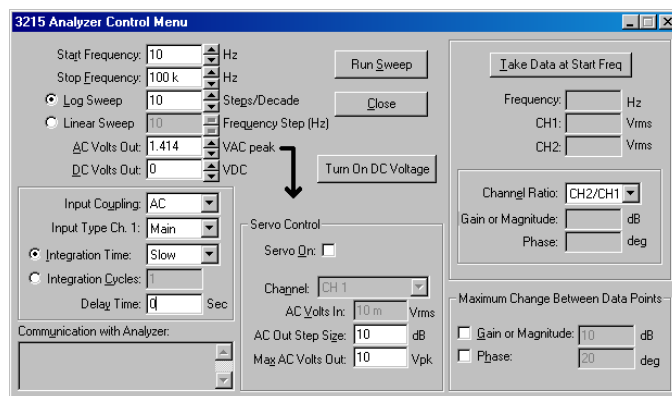 3215 Analyzer Control Menu
Start Frequency: 10 Hz
Stop Frequency: 100 k Hz
Log Sweep 10 Steps/Decade
Linear Sweep 10 Frequency Step (Hz)
AC Volts Out: 1.414 VAC peak
DC Volts Out: 0 VDC
Run Sweep
Close
Turn On DC Voltage
Input Coupling: AC
Input Type Ch. 1: Main
Integration Time: Slow
Integration Cycles: 1
Delay Time: 0 Sec
Communication with Analyzer:
Servo Control
Servo On:
Channel: CH 1
AC Volts In: 10 m Vrms
AC Out Step Size: 10 dB
Max AC Volts Out: 10 Vpk
Take Data at Start Freq
Frequency: Hz
CH1: Vrms
CH2: Vrms
Channel Ratio: CH2/CH1
Gain or Magnitude: dB
Phase: deg
Maximum Change Between Data Points
Gain or Magnitude: 10 dB
Phase: 20 deg